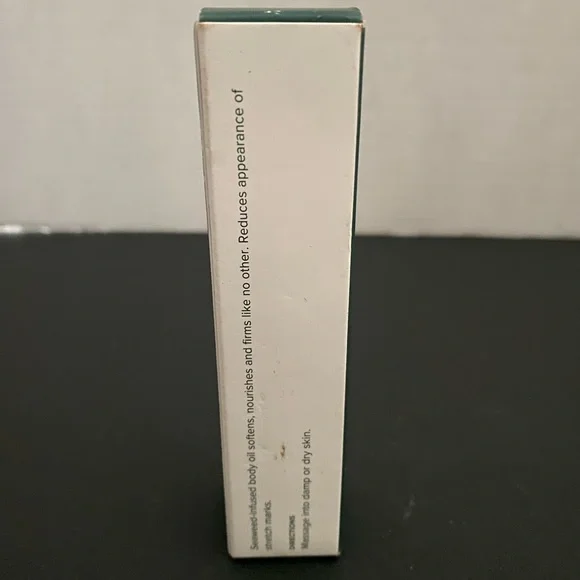 Seaweed-infused body oil softens, nourishes and firms like no other. Reduces appearance of
stretch marks.
DIRECTIONS
Massage into damp or dry skin.